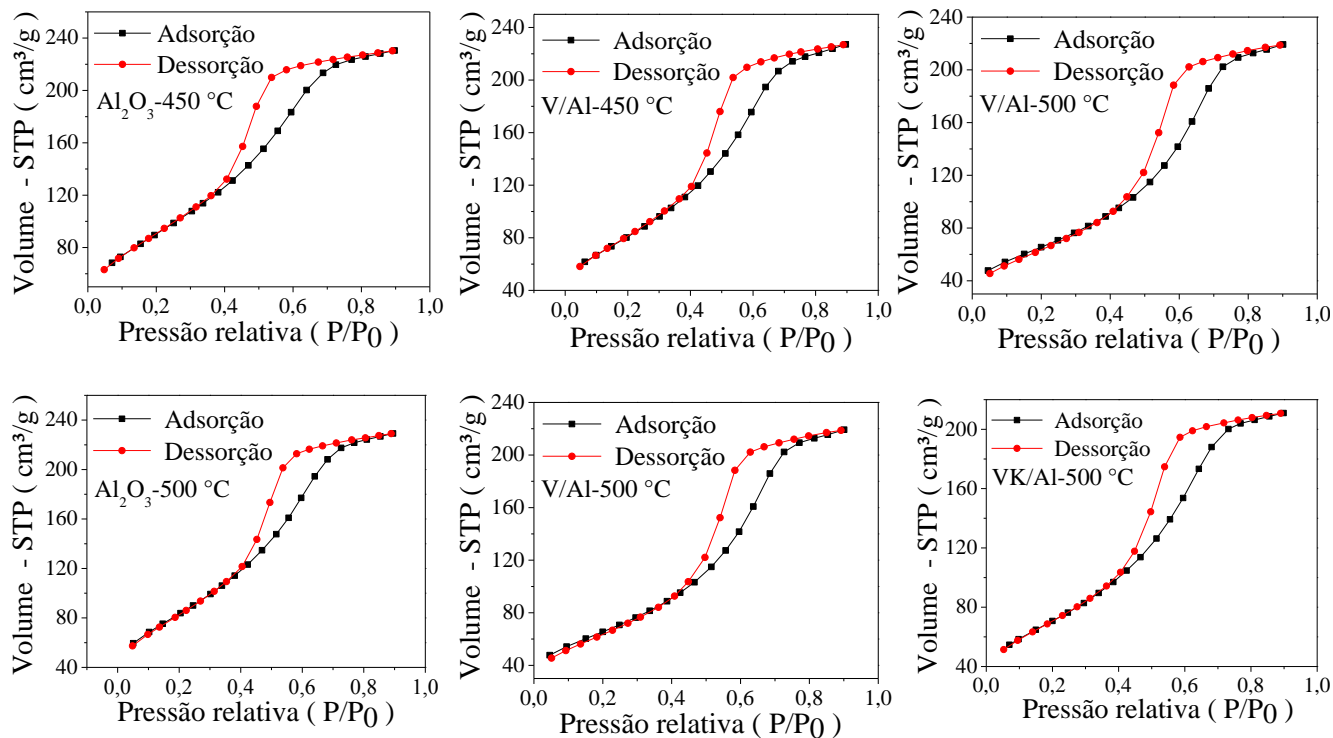 Adsorção
Dessorção
Al₂O₃-450 °C
Volume - STP ( cm³/g)
240
200
160
120
80
0,0 0,2 0,4 0,6 0,8 1,0
Pressão relativa ( P/P₀ )
Adsorção
Dessorção
V/Al-450 °C
Volume - STP ( cm³/g)
240
200
160
120
80
40
0,0 0,2 0,4 0,6 0,8 1,0
Pressão relativa ( P/P₀ )
Adsorção
Dessorção
V/Al-500 °C
Volume - STP ( cm³/g)
240
200
160
120
80
40
0,0 0,2 0,4 0,6 0,8 1,0
Pressão relativa ( P/P₀ )
Adsorção
Dessorção
Al₂O₃-500 °C
Volume - STP ( cm³/g)
240
200
160
120
80
40
0,0 0,2 0,4 0,6 0,8 1,0
Pressão relativa ( P/P₀ )
Adsorção
Dessorção
V/Al-500 °C
Volume - STP ( cm³/g)
240
200
160
120
80
40
0,0 0,2 0,4 0,6 0,8 1,0
Pressão relativa ( P/P₀ )
Adsorção
Dessorção
VK/Al-500 °C
Volume - STP ( cm³/g)
200
160
120
80
40
0,0 0,2 0,4 0,6 0,8 1,0
Pressão relativa ( P/P₀ )